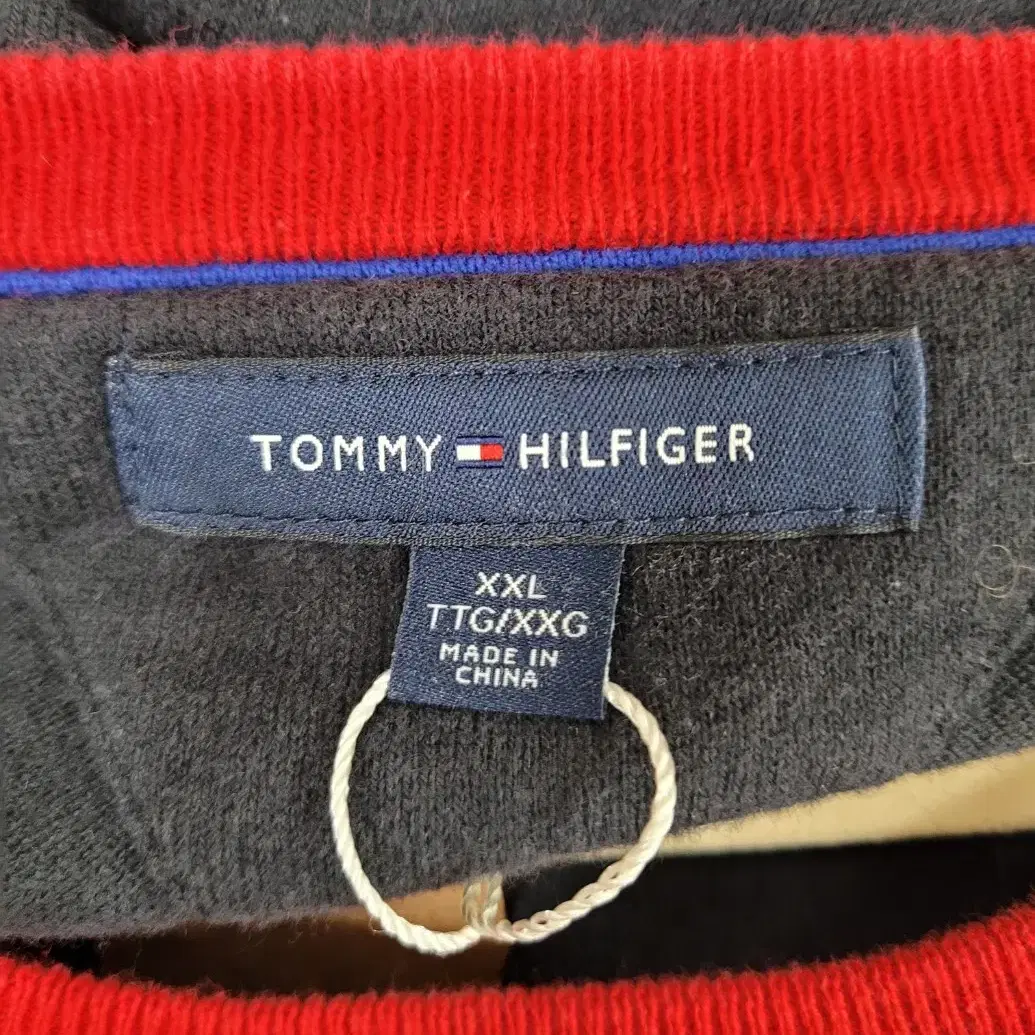 TOMMY HILFIGER
XXL
TTG/XXG
MADE IN
CHINA